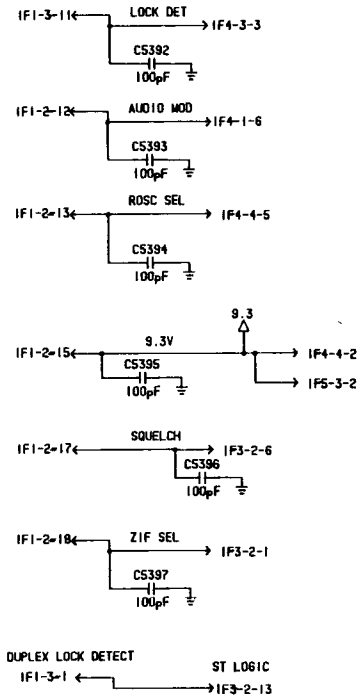 LOCK DET
IF1-3-11
IF4-3-3
C5392
100pF
AUDIO MOD
IF1-2-12
IF4-1-6
C5393
100pF
ROSC SEL
IF1-2-13
IF4-4-5
C5394
100pF
9.3
9.3V
IF1-2-15
IF4-4-2
C5395
100pF
IF5-3-2
SQUELCH
IF1-2-17
IF3-2-6
C5396
100pF
ZIF SEL
IF1-2-18
IF3-2-1
C5397
100pF
DUPLEX LOCK DETECT
ST LOGIC
IF1-3-1
IF3-2-13